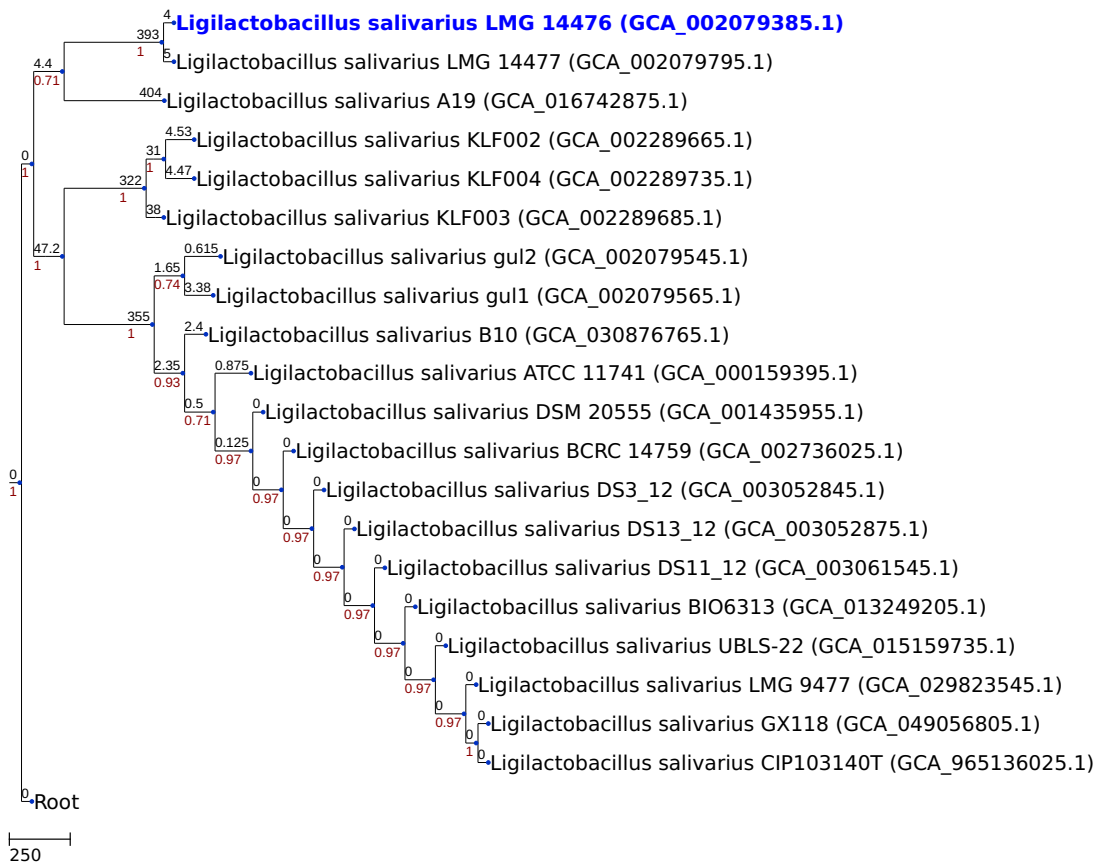 4
Ligilactobacillus salivarius LMG 14476 (GCA_002079385.1)
393
1
5
Ligilactobacillus salivarius LMG 14477 (GCA_002079795.1)
4.4
0.71
404
Ligilactobacillus salivarius A19 (GCA_016742875.1)
4.53
Ligilactobacillus salivarius KLF002 (GCA_002289665.1)
31
1
0
1
4.47
Ligilactobacillus salivarius KLF004 (GCA_002289735.1)
322
1
38
Ligilactobacillus salivarius KLF003 (GCA_002289685.1)
47.2
1
0.615
Ligilactobacillus salivarius gul2 (GCA_002079545.1)
1.65
0.74
3.38
Ligilactobacillus salivarius gul1 (GCA_002079565.1)
355
1
2.4
Ligilactobacillus salivarius B10 (GCA_030876765.1)
2.35
0.93
0.875
Ligilactobacillus salivarius ATCC 11741 (GCA_000159395.1)
0.5
0.71
0
Ligilactobacillus salivarius DSM 20555 (GCA_001435955.1)
0.125
0.97
0
Ligilactobacillus salivarius BCRC 14759 (GCA_002736025.1)
0
1
0
0.97
0
Ligilactobacillus salivarius DS3_12 (GCA_003052845.1)
0
0.97
0
Ligilactobacillus salivarius DS13_12 (GCA_003052875.1)
0
0.97
0
Ligilactobacillus salivarius DS11_12 (GCA_003061545.1)
0
0.97
0
Ligilactobacillus salivarius BIO6313 (GCA_013249205.1)
0
0.97
0
Ligilactobacillus salivarius UBLS-22 (GCA_015159735.1)
0
0.97
0
Ligilactobacillus salivarius LMG 9477 (GCA_029823545.1)
0
0.97
0
Ligilactobacillus salivarius GX118 (GCA_049056805.1)
0
1
0
Ligilactobacillus salivarius CIP103140T (GCA_965136025.1)
0
Root
250